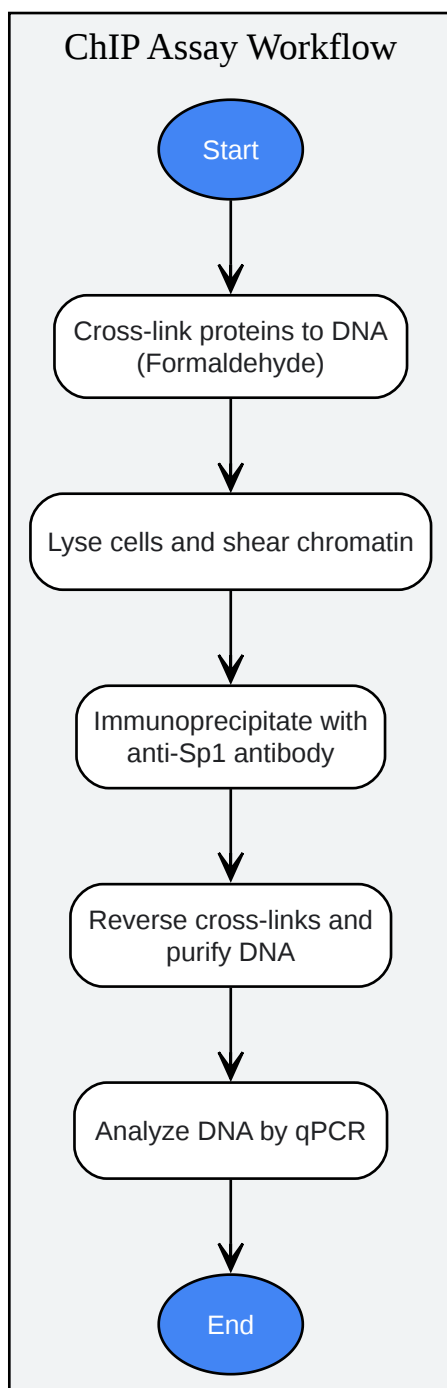 ChIP Assay Workflow
Start
Cross-link proteins to DNA
(Formaldehyde)
Lyse cells and shear chromatin
Immunoprecipitate with
anti-Sp1 antibody
Reverse cross-links and
purify DNA
Analyze DNA by qPCR
End